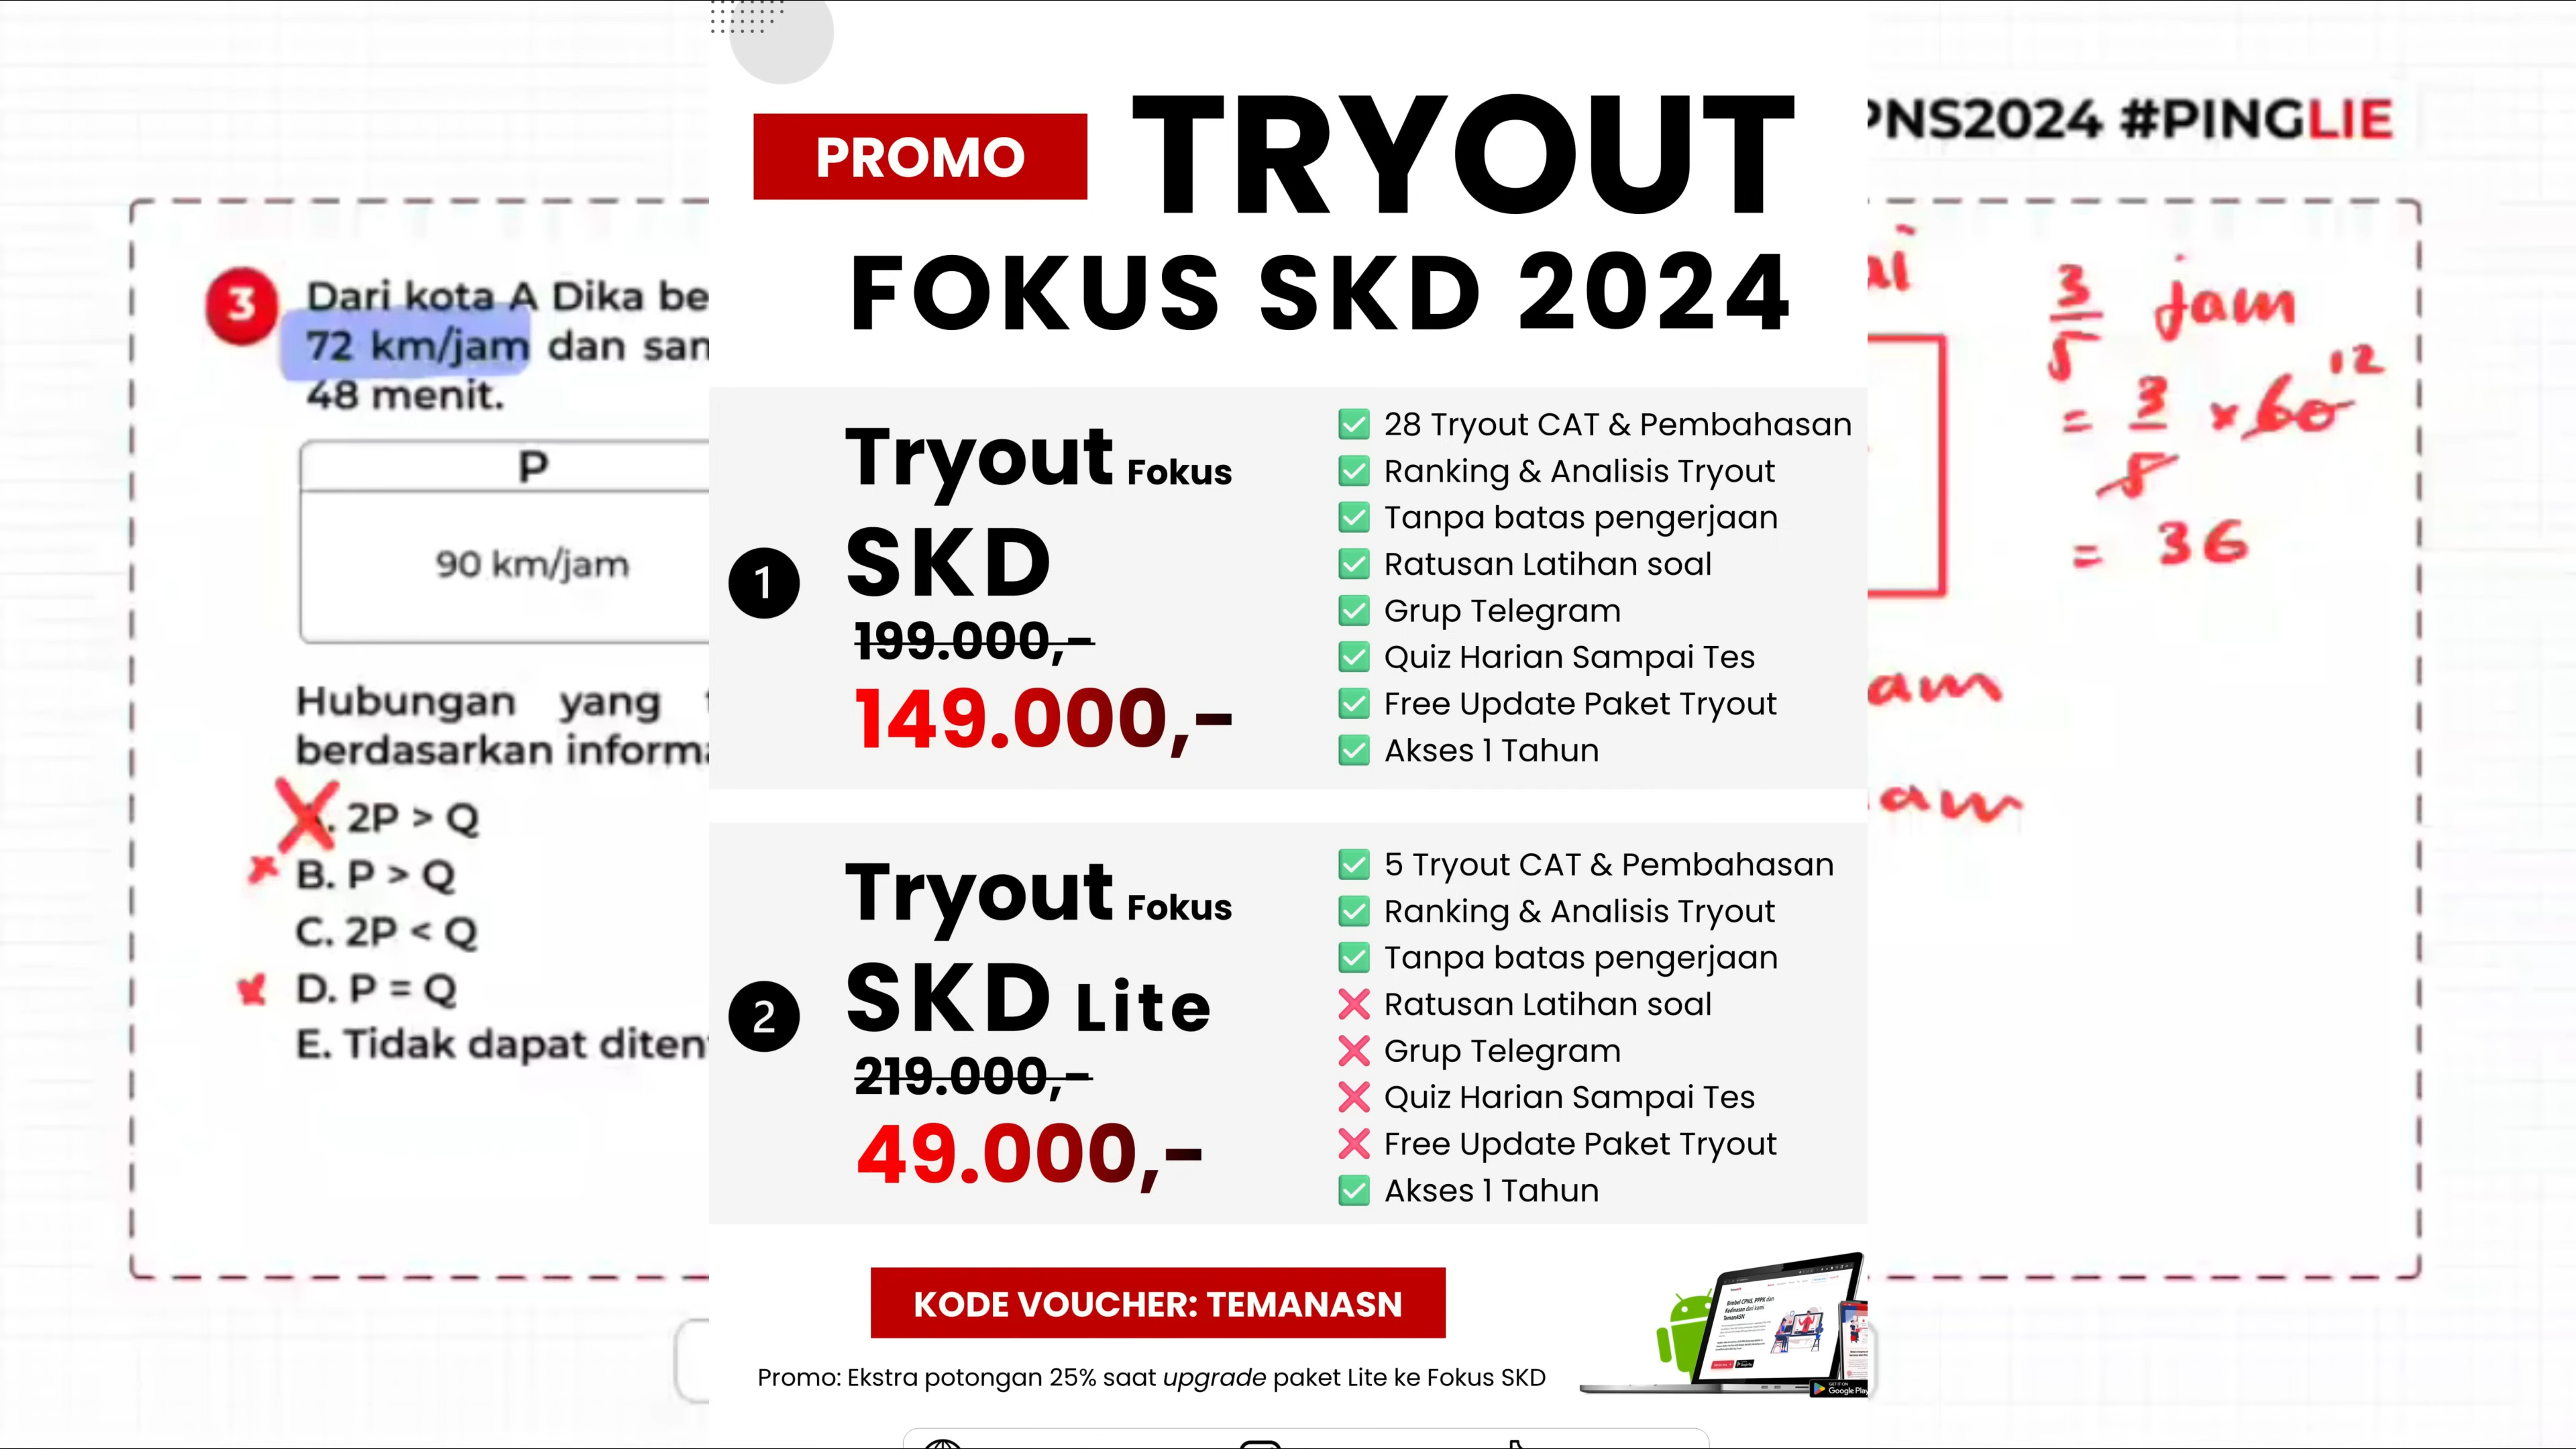 PROMO
TRYOUT
FOKUS SKD 2024
1
Tryout Fokus
SKD
199.000,-
149.000,-
✅ 28 Tryout CAT & Pembahasan
✅ Ranking & Analisis Tryout
✅ Tanpa batas pengerjaan
✅ Ratusan Latihan soal
✅ Grup Telegram
✅ Quiz Harian Sampai Tes
✅ Free Update Paket Tryout
✅ Akses 1 Tahun
2
Tryout Fokus
SKD Lite
219.000,-
49.000,-
✅ 5 Tryout CAT & Pembahasan
✅ Ranking & Analisis Tryout
✅ Tanpa batas pengerjaan
❌ Ratusan Latihan soal
❌ Grup Telegram
❌ Quiz Harian Sampai Tes
❌ Free Update Paket Tryout
✅ Akses 1 Tahun
KODE VOUCHER: TEMANASN
Promo: Ekstra potongan 25% saat upgrade paket Lite ke Fokus SKD
PNS2024 #PINGLIE
3
Dari kota A Dika be
72 km/jam dan san
48 menit.
P
90 km/jam
Hubungan yang
berdasarkan informa
A. 2P > Q
B. P > Q
C. 2P < Q
D. P = Q
E. Tidak dapat diten
3/5 jam
= 3/5 × 60 12
= 36
am
am